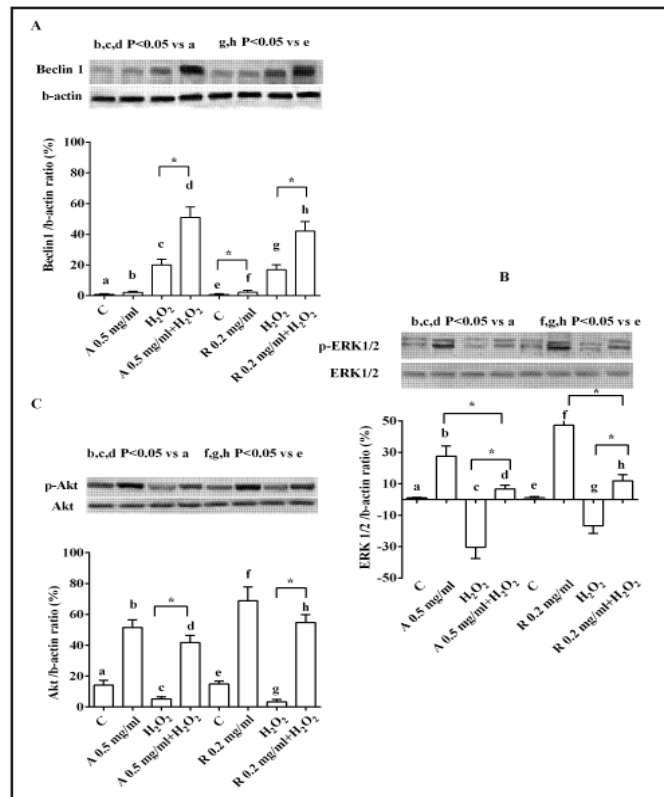 A
b,c,d P<0.05 vs a g,h P<0.05 vs e
Beclin 1
b-actin
Beclin1 /b-actin ratio (%)
100
80
60
40
20
0
a
b
c
*
d
e
*
f
g
*
h
C
A 0.5 mg/ml
H₂O₂
A 0.5 mg/ml+H₂O₂
C
R 0.2 mg/ml
H₂O₂
R 0.2 mg/ml+H₂O₂
B
b,c,d P<0.05 vs a f,g,h P<0.05 vs e
p-ERK1/2
ERK1/2
ERK 1/2 /b-actin ratio (%)
50
30
10
-10
-30
-50
a
b
*
c
*
d
e
f
*
g
*
h
C
A 0.5 mg/ml
H₂O₂
A 0.5 mg/ml+H₂O₂
C
R 0.2 mg/ml
H₂O₂
R 0.2 mg/ml+H₂O₂
C
b,c,d P<0.05 vs a f,g,h P<0.05 vs e
p-Akt
Akt
Akt /b-actin ratio (%)
100
80
60
40
20
0
a
b
c
*
d
e
f
g
*
h
C
A 0.5 mg/ml
H₂O₂
A 0.5 mg/ml+H₂O₂
C
R 0.2 mg/ml
H₂O₂
R 0.2 mg/ml+H₂O₂